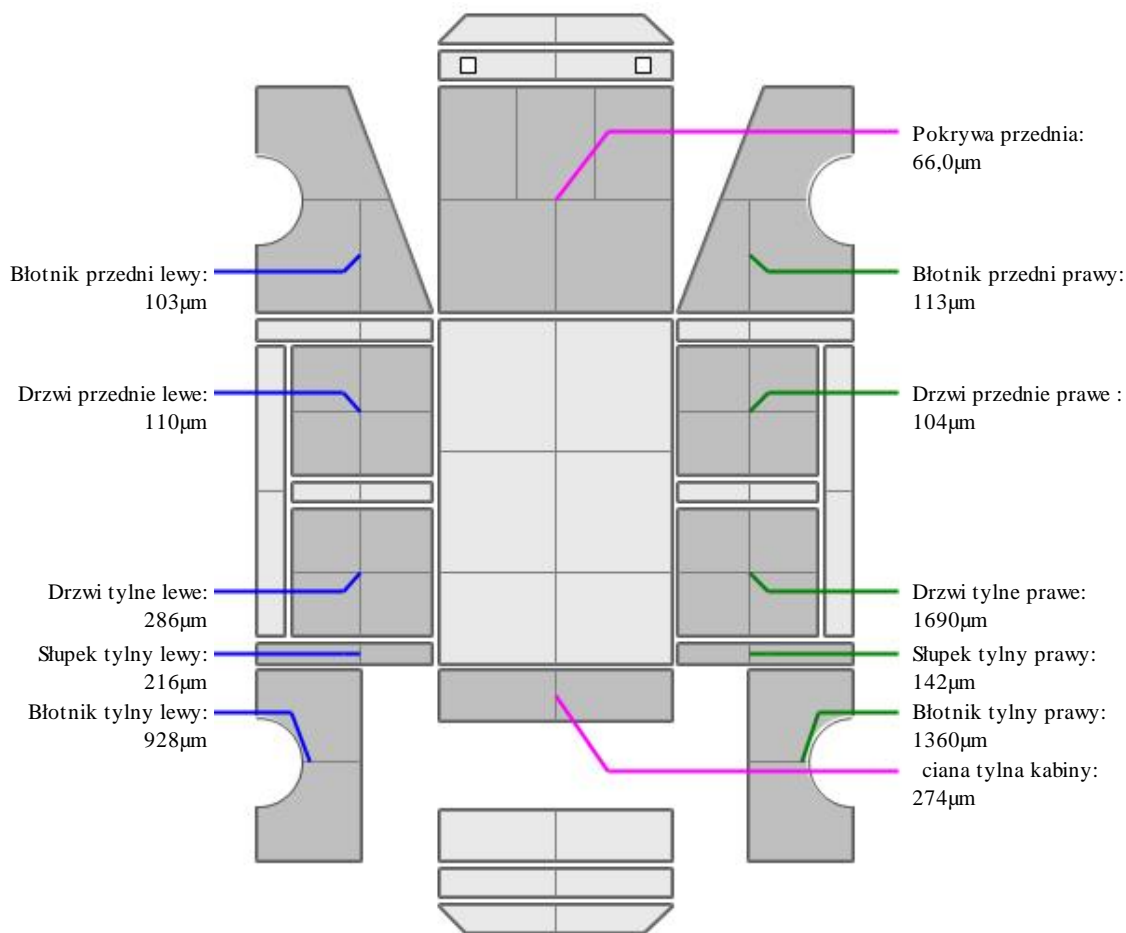 Pokrywa przednia:
66,0µm
Błotnik przedni lewy:
103µm
Błotnik przedni prawy:
113µm
Drzwi przednie lewe:
110µm
Drzwi przednie prawe :
104µm
Drzwi tylne lewe:
286µm
Drzwi tylne prawe:
1690µm
Słupek tylny lewy:
216µm
Słupek tylny prawy:
142µm
Błotnik tylny lewy:
928µm
Błotnik tylny prawy:
1360µm
ciana tylna kabiny:
274µm